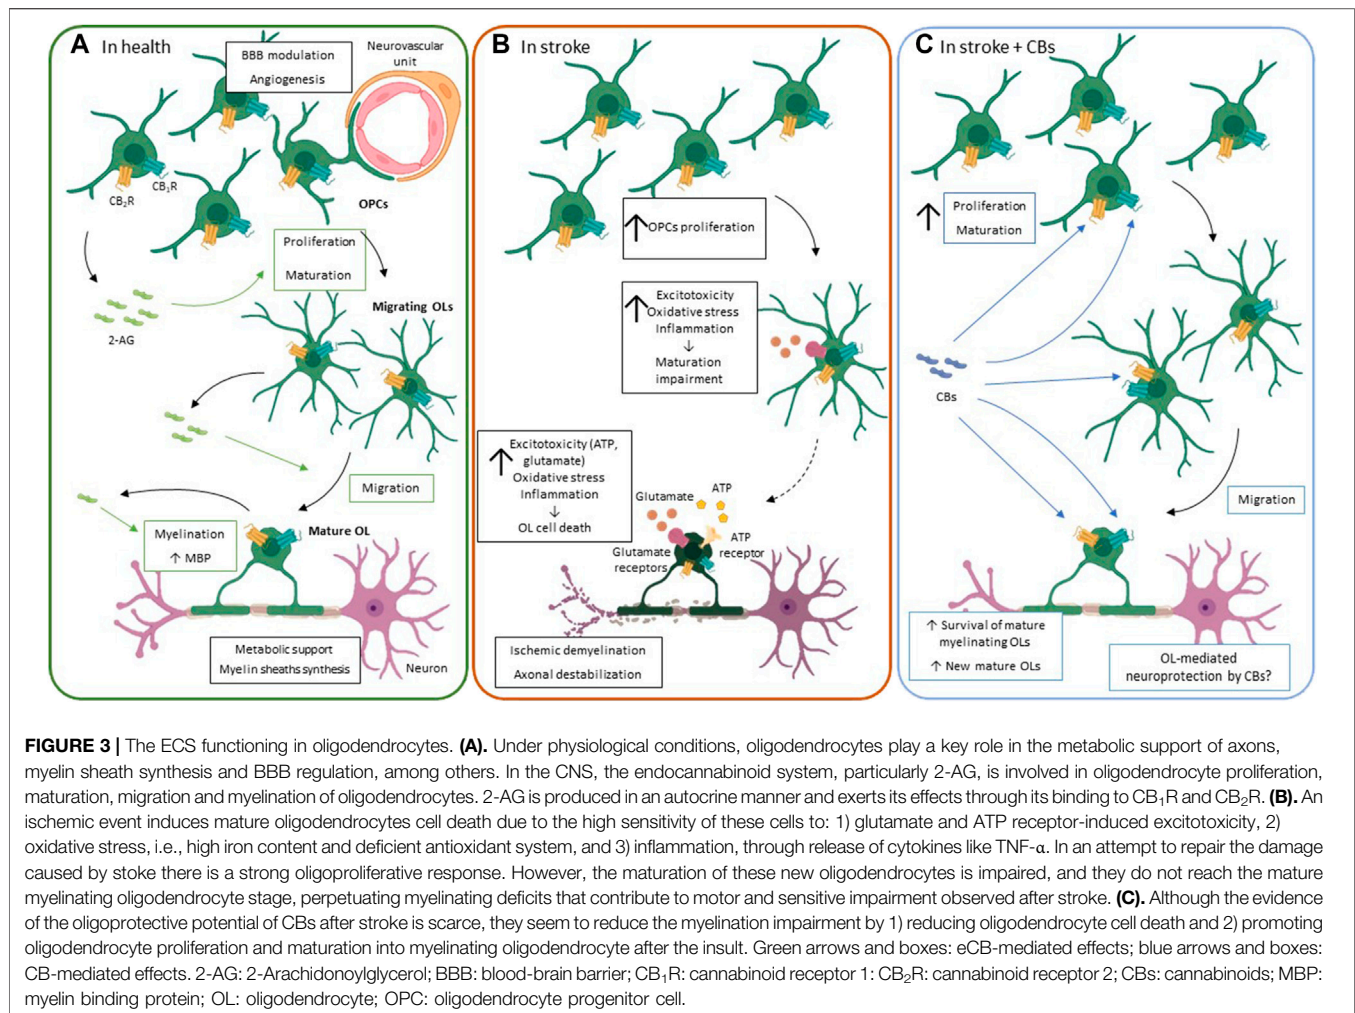 A In health
BBB modulation
Angiogenesis
Neurovascular
unit
CB₂R
CB₁R
OPCs
Proliferation
Maturation
2-AG
Migrating OLs
Migration
Myelination
↑ MBP
Mature OL
Metabolic support
Myelin sheaths synthesis
Neuron
B In stroke
↑ OPCs proliferation
↑ Excitotoxicity
Oxidative stress
Inflammation
↓
Maturation
impairment
↑ Excitotoxicity (ATP,
glutamate)
Oxidative stress
Inflammation
↓
OL cell death
Glutamate
ATP
Glutamate
receptors
ATP
receptor
Ischemic demyelination
Axonal destabilization
C In stroke + CBs
↑ Proliferation
Maturation
CBs
Migration
↑ Survival of mature
myelinating OLs
↑ New mature OLs
OL-mediated
neuroprotection by CBs?
FIGURE 3 | The ECS functioning in oligodendrocytes. (A). Under physiological conditions, oligodendrocytes play a key role in the metabolic support of axons,
myelin sheath synthesis and BBB regulation, among others. In the CNS, the endocannabinoid system, particularly 2-AG, is involved in oligodendrocyte proliferation,
maturation, migration and myelination of oligodendrocytes. 2-AG is produced in an autocrine manner and exerts its effects through its binding to CB₁R and CB₂R. (B). An
ischemic event induces mature oligodendrocytes cell death due to the high sensitivity of these cells to: 1) glutamate and ATP receptor-induced excitotoxicity, 2)
oxidative stress, i.e., high iron content and deficient antioxidant system, and 3) inflammation, through release of cytokines like TNF-α. In an attempt to repair the damage
caused by stoke there is a strong oligoproliferative response. However, the maturation of these new oligodendrocytes is impaired, and they do not reach the mature
myelinating oligodendrocyte stage, perpetuating myelinating deficits that contribute to motor and sensitive impairment observed after stroke. (C). Although the evidence
of the oligoprotective potential of CBs after stroke is scarce, they seem to reduce the myelination impairment by 1) reducing oligodendrocyte cell death and 2) promoting
oligodendrocyte proliferation and maturation into myelinating oligodendrocyte after the insult. Green arrows and boxes: eCB-mediated effects; blue arrows and boxes:
CB-mediated effects. 2-AG: 2-Arachidonoylglycerol; BBB: blood-brain barrier; CB₁R: cannabinoid receptor 1: CB₂R: cannabinoid receptor 2; CBs: cannabinoids; MBP:
myelin binding protein; OL: oligodendrocyte; OPC: oligodendrocyte progenitor cell.